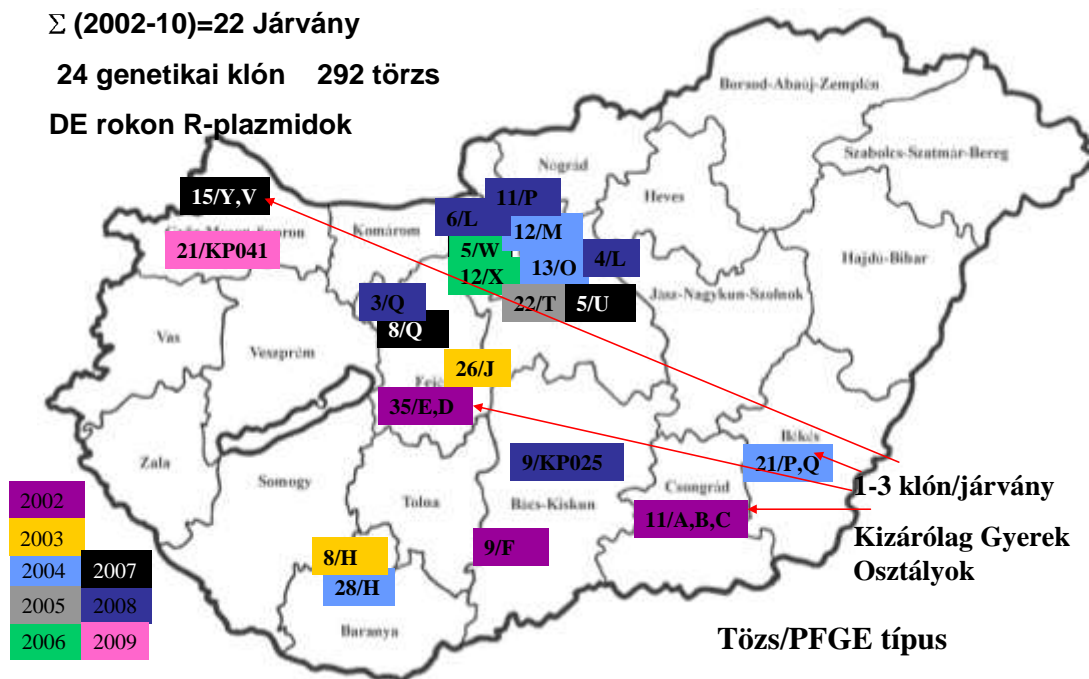 Σ (2002-10)=22 Járvány
24 genetikai klón 292 törzs
DE rokon R-plazmidok
Borsod-Abaúj-Zemplén
Szabolcs-Szatmár-Bereg
Nógrád
Heves
15/Y,V
11/P
6/L
12/M
Komárom
Győr-Moson-Sopron
21/KP041
5/W
13/O
4/L
Hajdú-Bihar
12/X
Jász-Nagykun-Szolnok
3/Q
22/T
5/U
8/Q
Vas
Veszprém
26/J
Fejé
35/E,D
Békés
Zala
9/KP025
21/P,Q
Somogy
Tolna
Bács-Kiskun
Csongrád
1-3 klón/járvány
2002
11/A,B,C
Kizárólag Gyerek
Osztályok
2003
8/H
9/F
2004 2007
28/H
2005 2008
Baranya
2006 2009
Tözs/PFGE típus